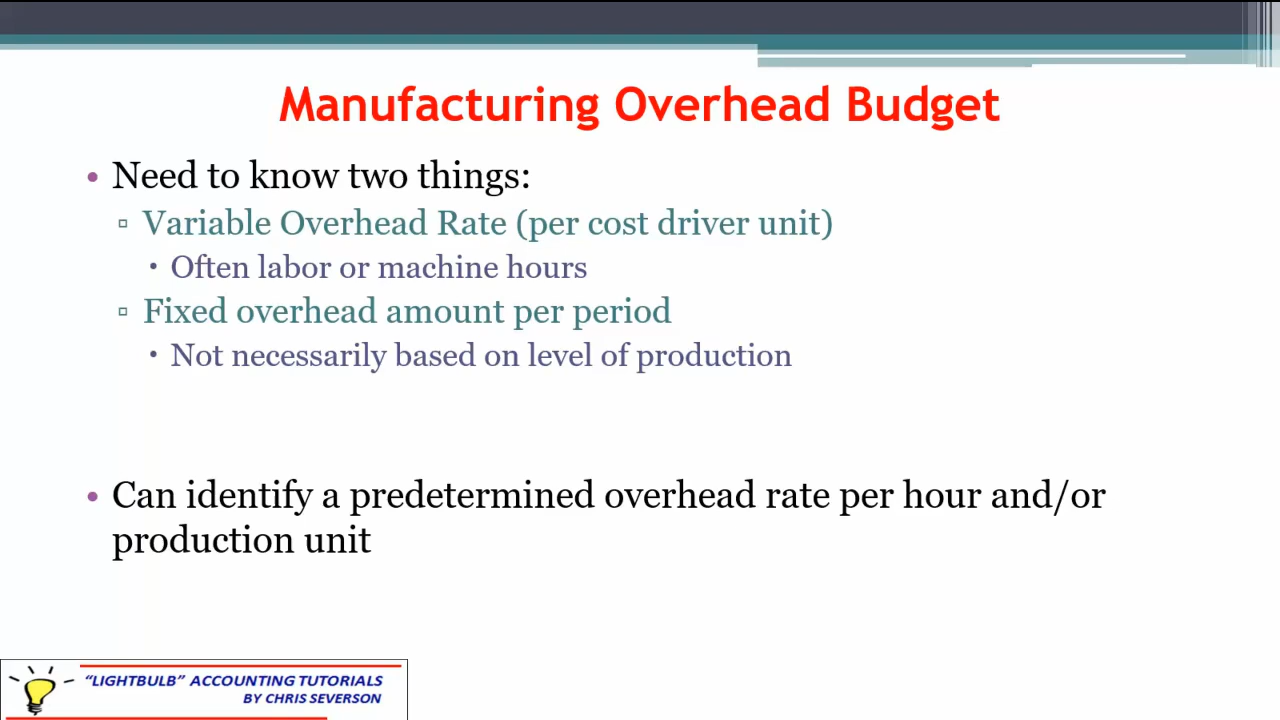 Manufacturing Overhead Budget
• Need to know two things:
▫ Variable Overhead Rate (per cost driver unit)
• Often labor or machine hours
▫ Fixed overhead amount per period
• Not necessarily based on level of production
• Can identify a predetermined overhead rate per hour and/or
production unit
“LIGHTBULB” ACCOUNTING TUTORIALS
BY CHRIS SEVERSON